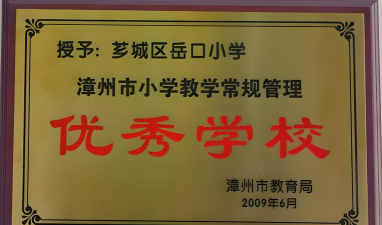 授予：芗城区岳口小学
漳州市小学教学常规管理
优秀学校
漳州市教育局
2009年6月